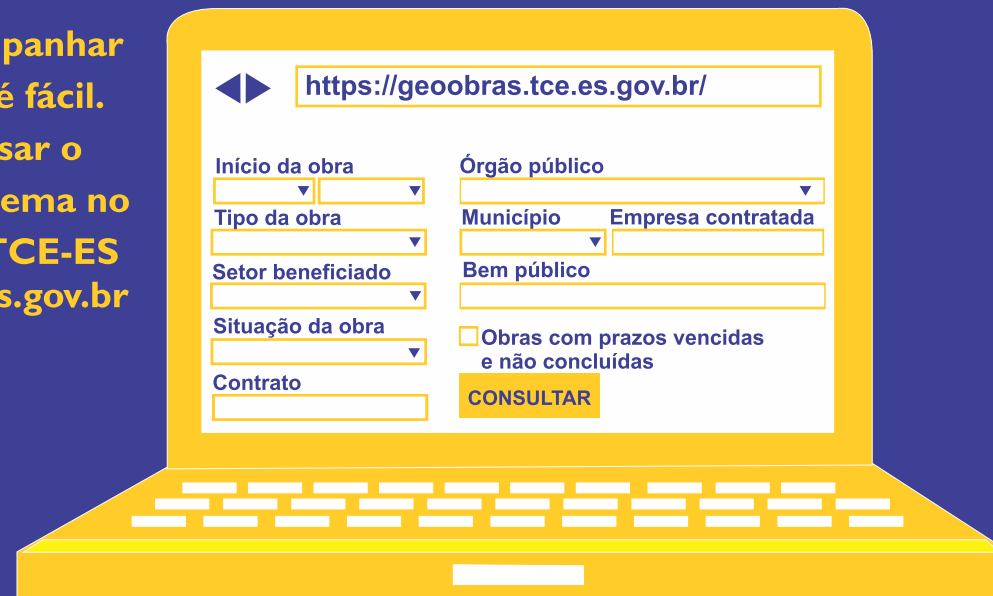 panhar
é fácil.
sar o
ema no
TCE-ES
s.gov.br
https://geoobras.tce.es.gov.br/
Início da obra
Tipo da obra
Setor beneficiado
Situação da obra
Contrato
Órgão público
Município Empresa contratada
Bem público
Obras com prazos vencidas
e não concluídas
CONSULTAR